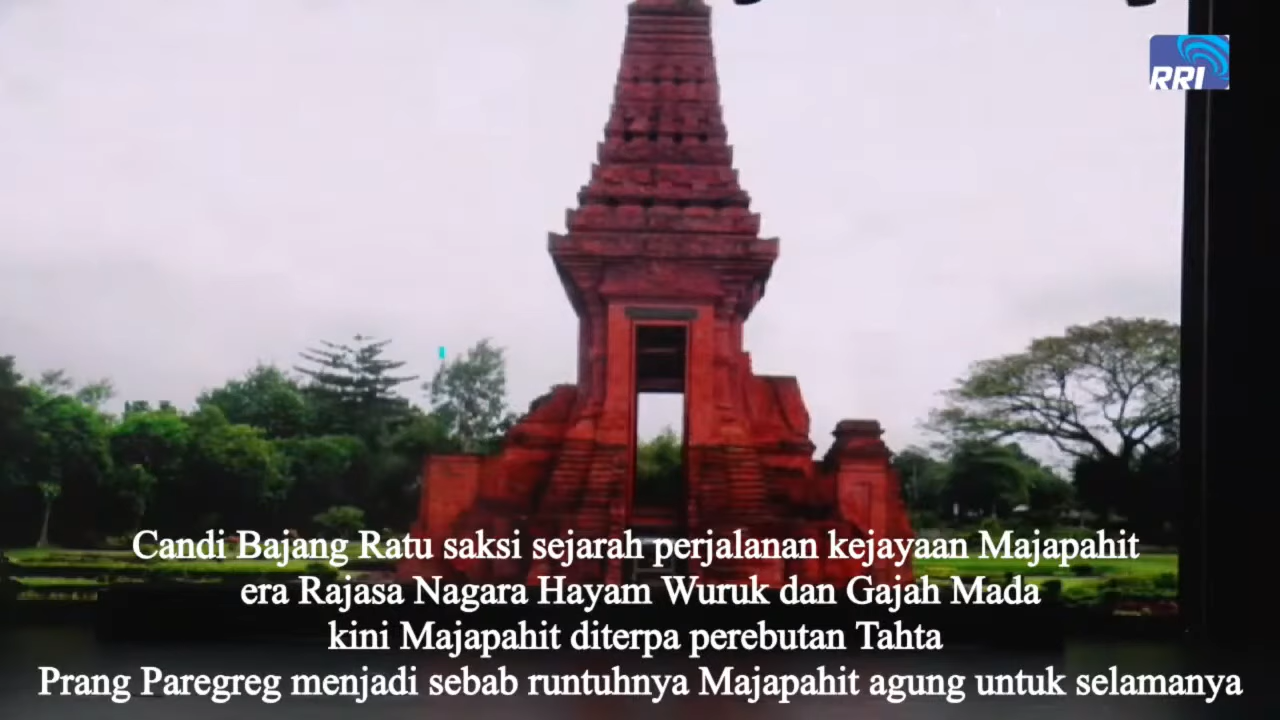 RRI
Candi Bajang Ratu saksi sejarah perjalanan kejayaan Majapahit
era Rajasa Nagara Hayam Wuruk dan Gajah Mada
kini Majapahit diterpa perebutan Tahta
Prang Paregreg menjadi sebab runtuhnya Majapahit agung untuk selamanya